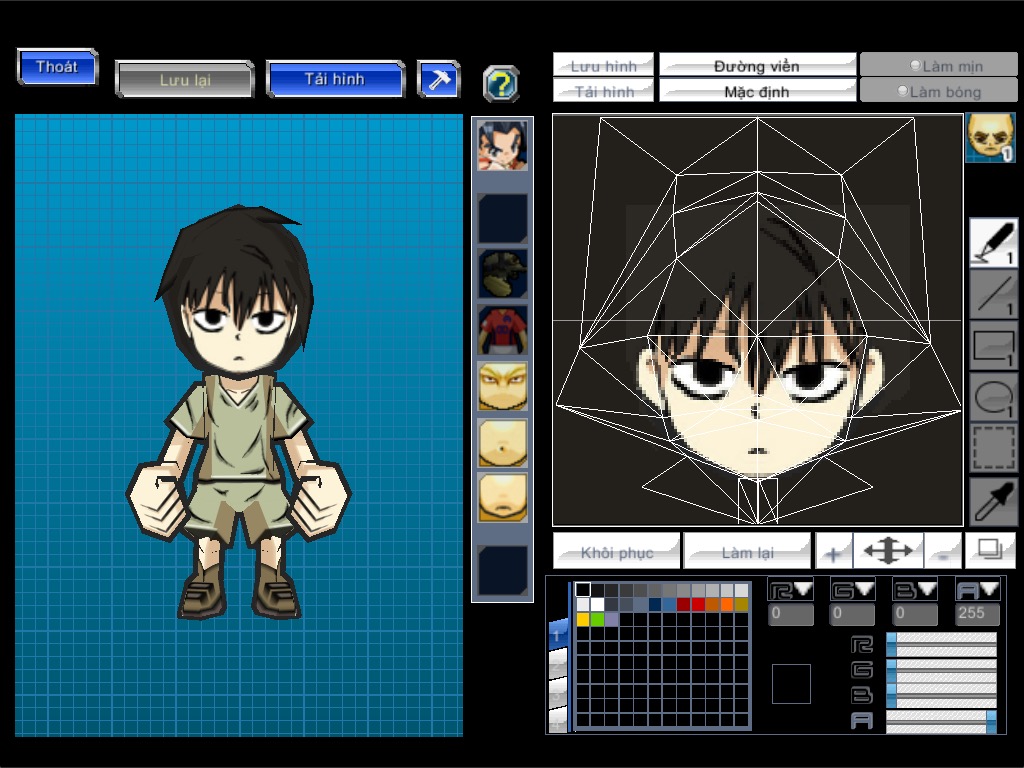 Thoát
Lưu lại
Tải hình
?
Lưu hình
Đường viền
Làm mịn
Tải hình
Mặc định
Làm bóng
1
1
1
1
1
Khôi phục
Làm lại
+
-
R G B A
0 0 0 255
1
R
G
B
A